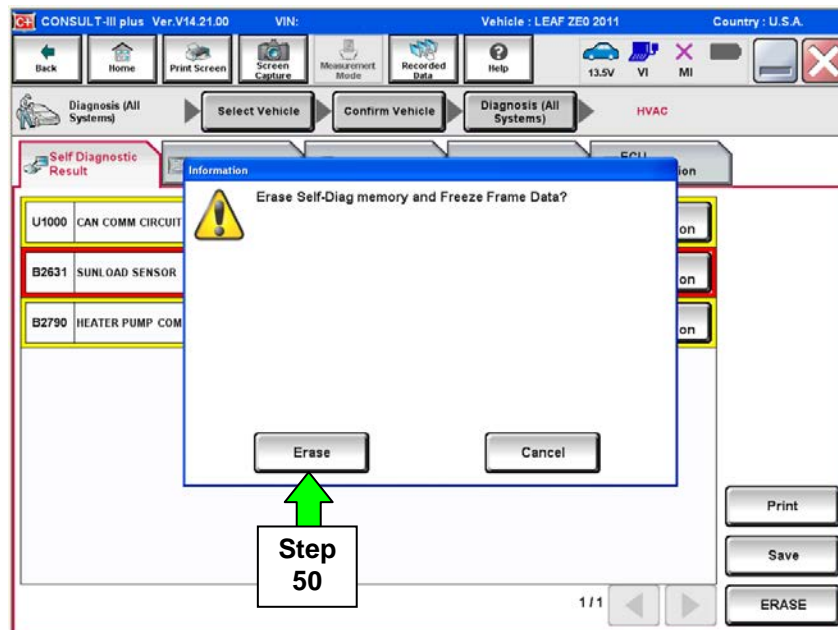 CONSULT-III plus Ver.V14.21.00 VIN: Vehicle : LEAF ZE0 2011 Country : U.S.A.
Back
Home
Print Screen
Screen
Capture
Measurement
Mode
Recorded
Data
Help
13.5V
VI
MI
Diagnosis (All
Systems)
Select Vehicle
Confirm Vehicle
Diagnosis (All
Systems)
HVAC
Self Diagnostic
Result
Information
Erase Self-Diag memory and Freeze Frame Data?
U1000 CAN COMM CIRCUIT
on
B2631 SUNLOAD SENSOR
on
B2790 HEATER PUMP COM
on
Erase
Cancel
Step
50
Print
Save
1/1
ERASE